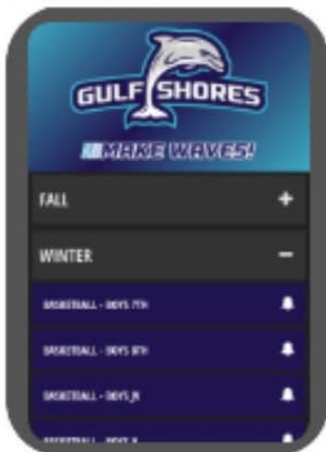 GULF SHORES
MAKE WAVES!
FALL
WINTER
BASKETBALL - BOYS 7TH
BASKETBALL - BOYS 8TH
BASKETBALL - BOYS JV